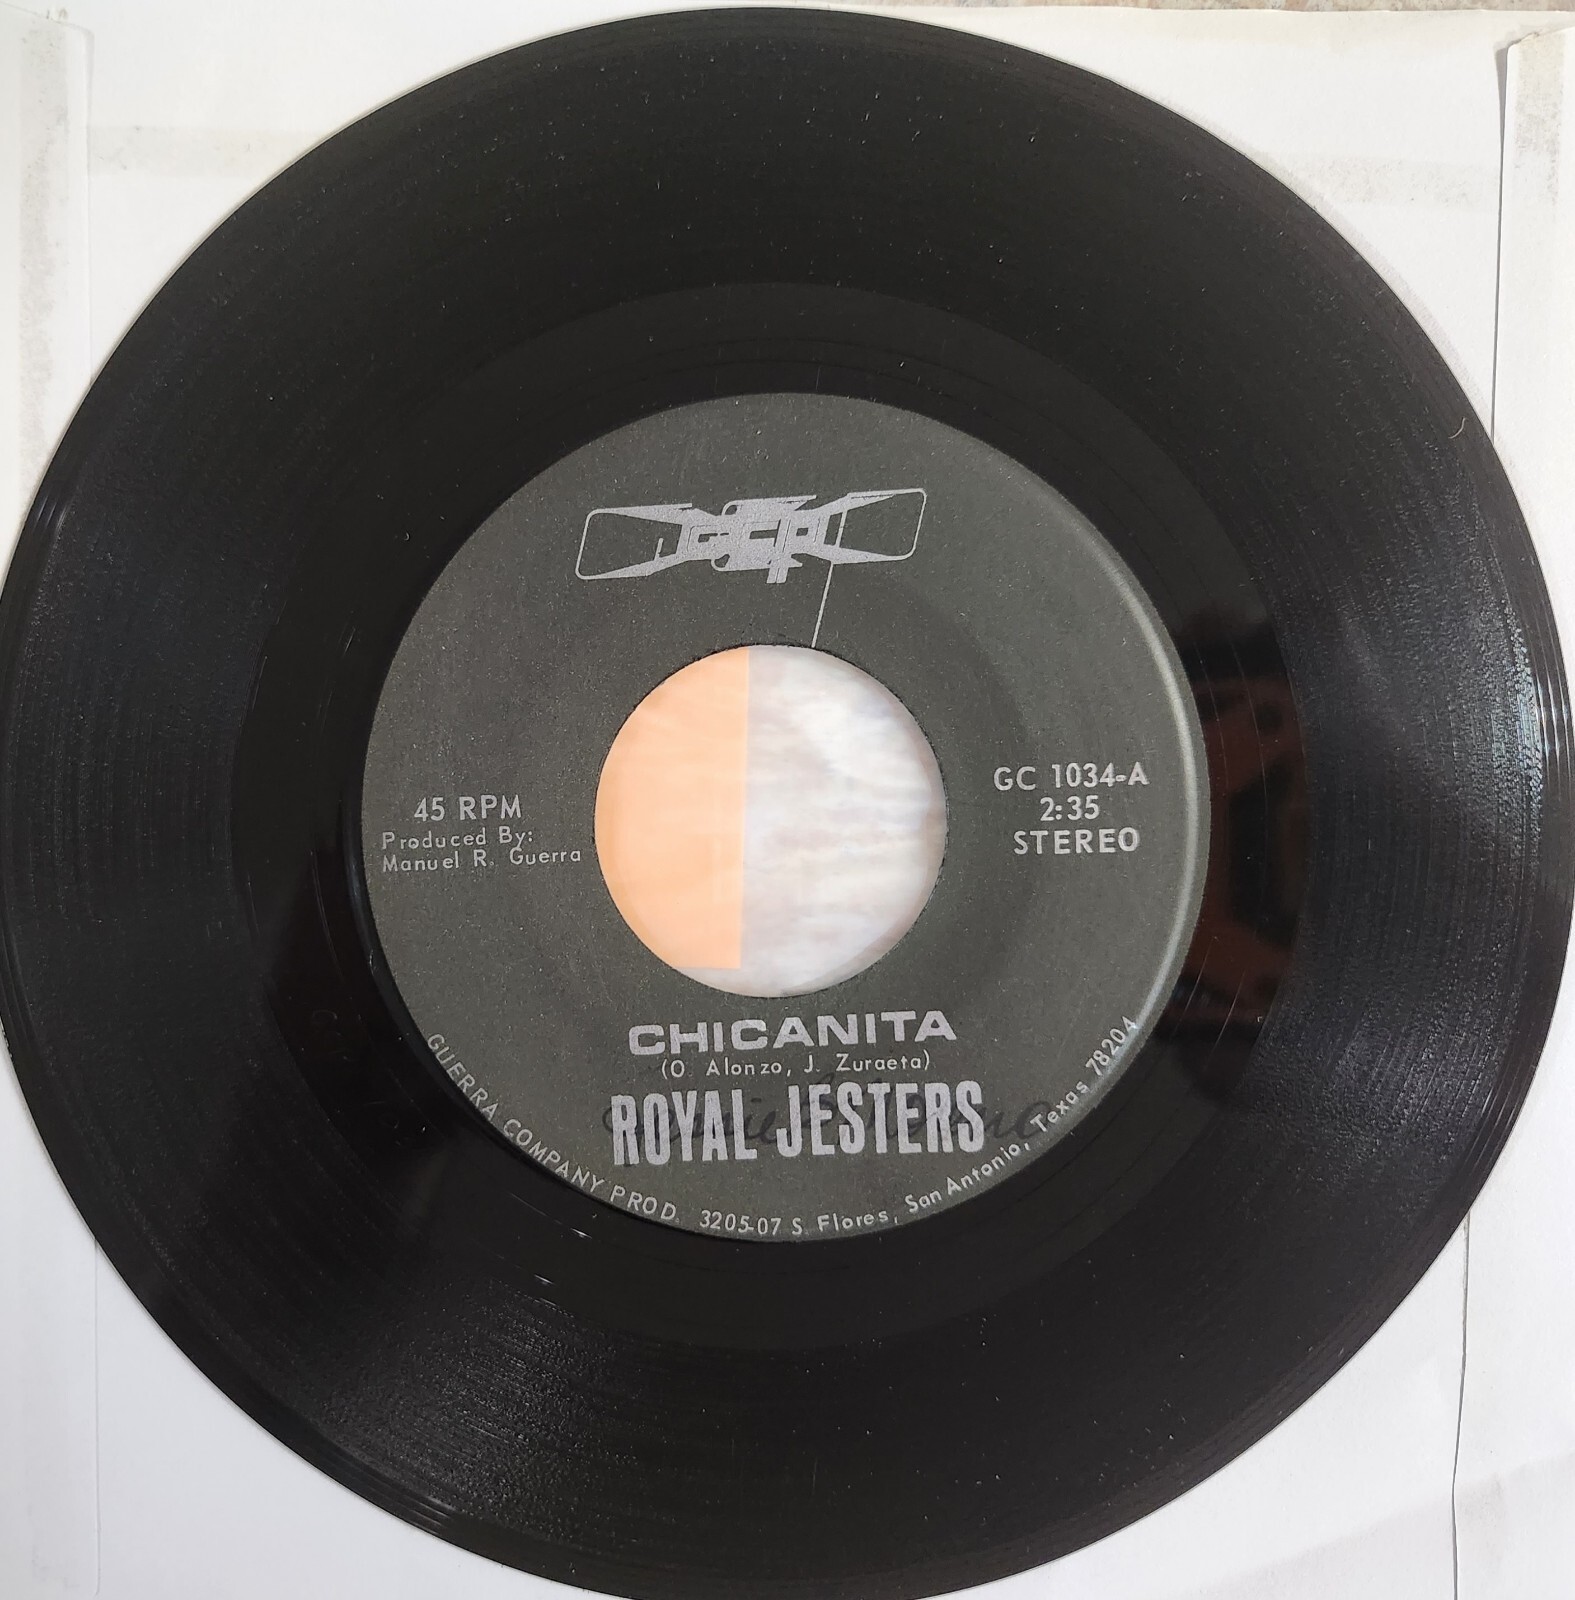 GCP
45 RPM
Produced By:
Manuel R. Guerra
GC 1034-A
2:35
STEREO
CHICANITA
(O. Alonzo, J. Zuraeta)
ROYAL JESTERS
GUERRA COMPANY PROD. 3205-07 S. Flores, San Antonio, Texas 78204